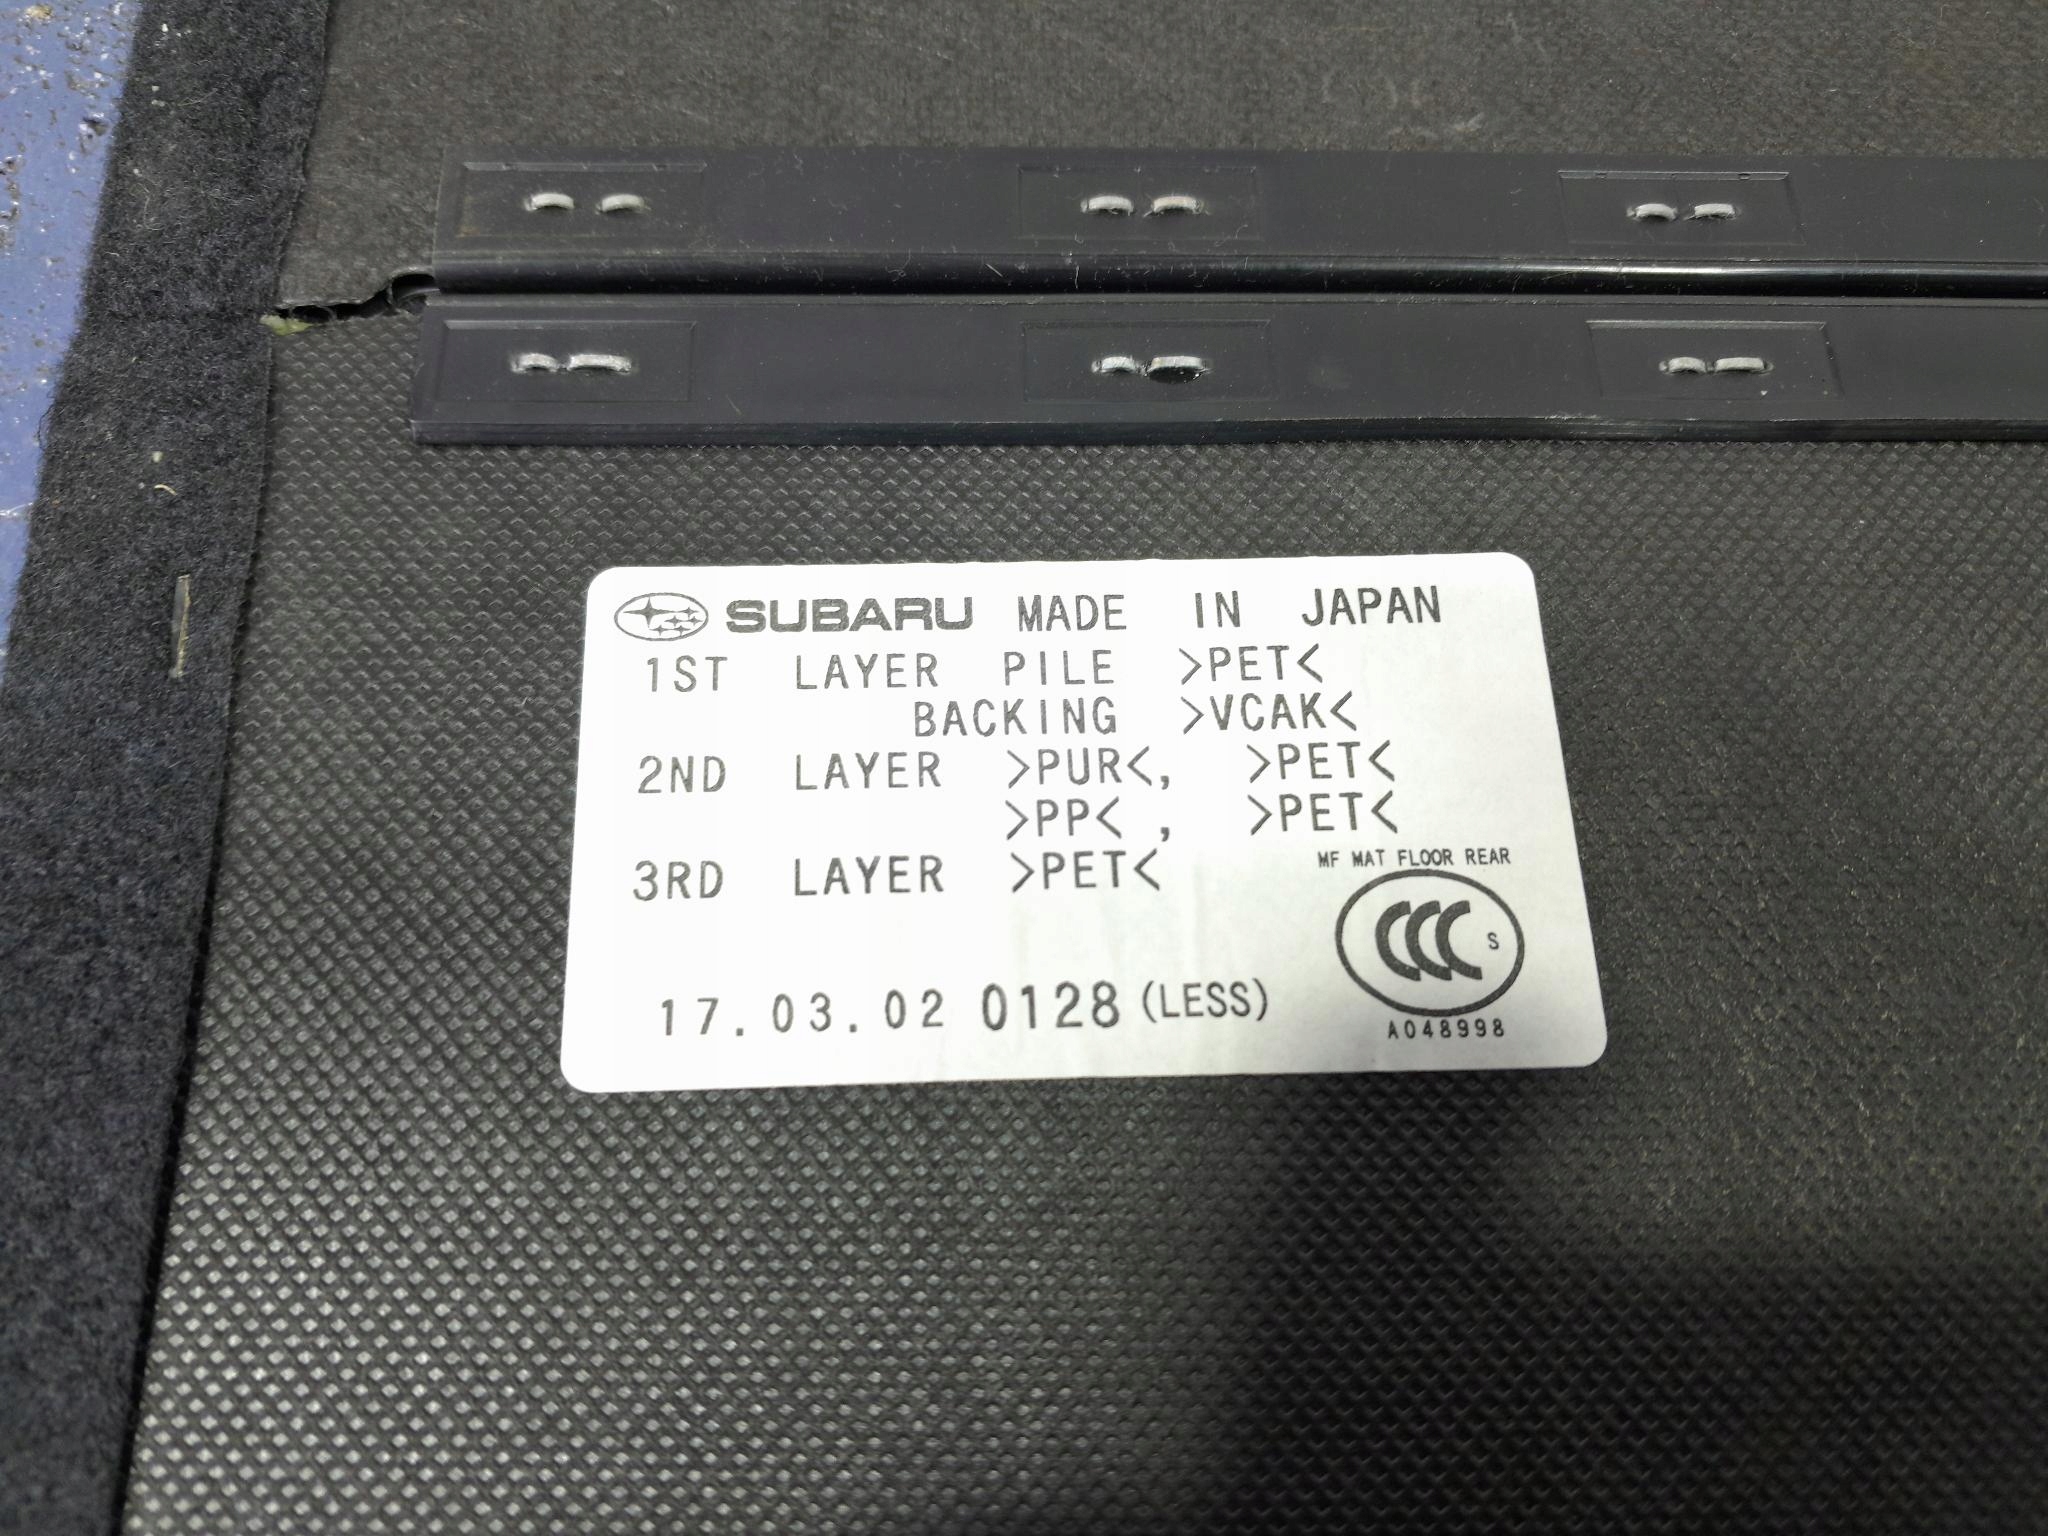 SUBARU MADE IN JAPAN
1ST LAYER PILE >PET<
BACKING >VCAK<
2ND LAYER >PUR<, >PET<
>PP< , >PET<
3RD LAYER >PET<
MF MAT FLOOR REAR
CCC S
17.03.02 0128 (LESS)
A048998